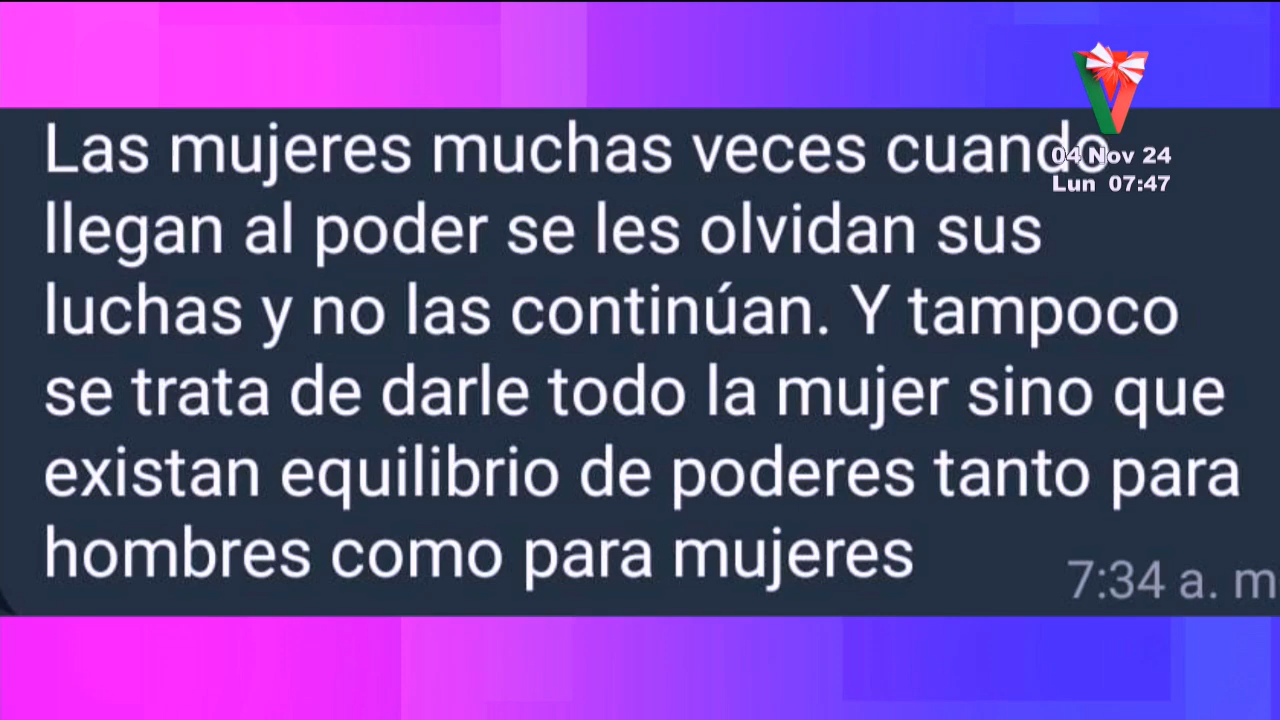 Las mujeres muchas veces cuando
llegan al poder se les olvidan sus
luchas y no las continúan. Y tampoco
se trata de darle todo la mujer sino que
existan equilibrio de poderes tanto para
hombres como para mujeres
7:34 a. m
V
04 Nov 24
Lun 07:47